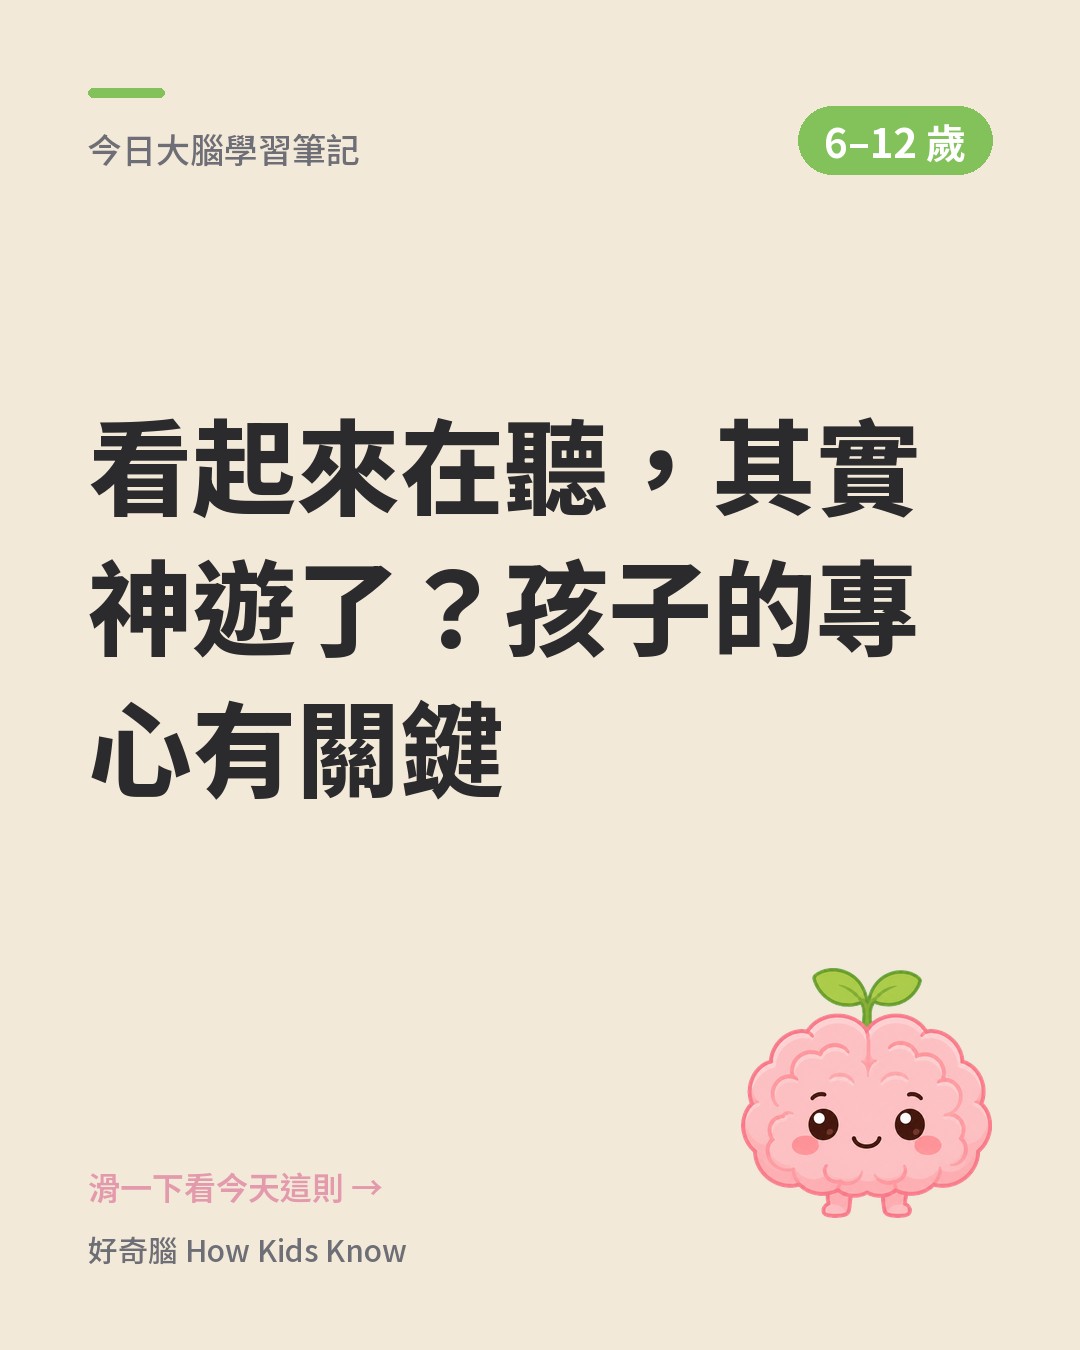 今日大腦學習筆記
6–12 歲
看起來在聽，其實
神遊了？孩子的專
心有關鍵
滑一下看今天這則 →
好奇腦 How Kids Know